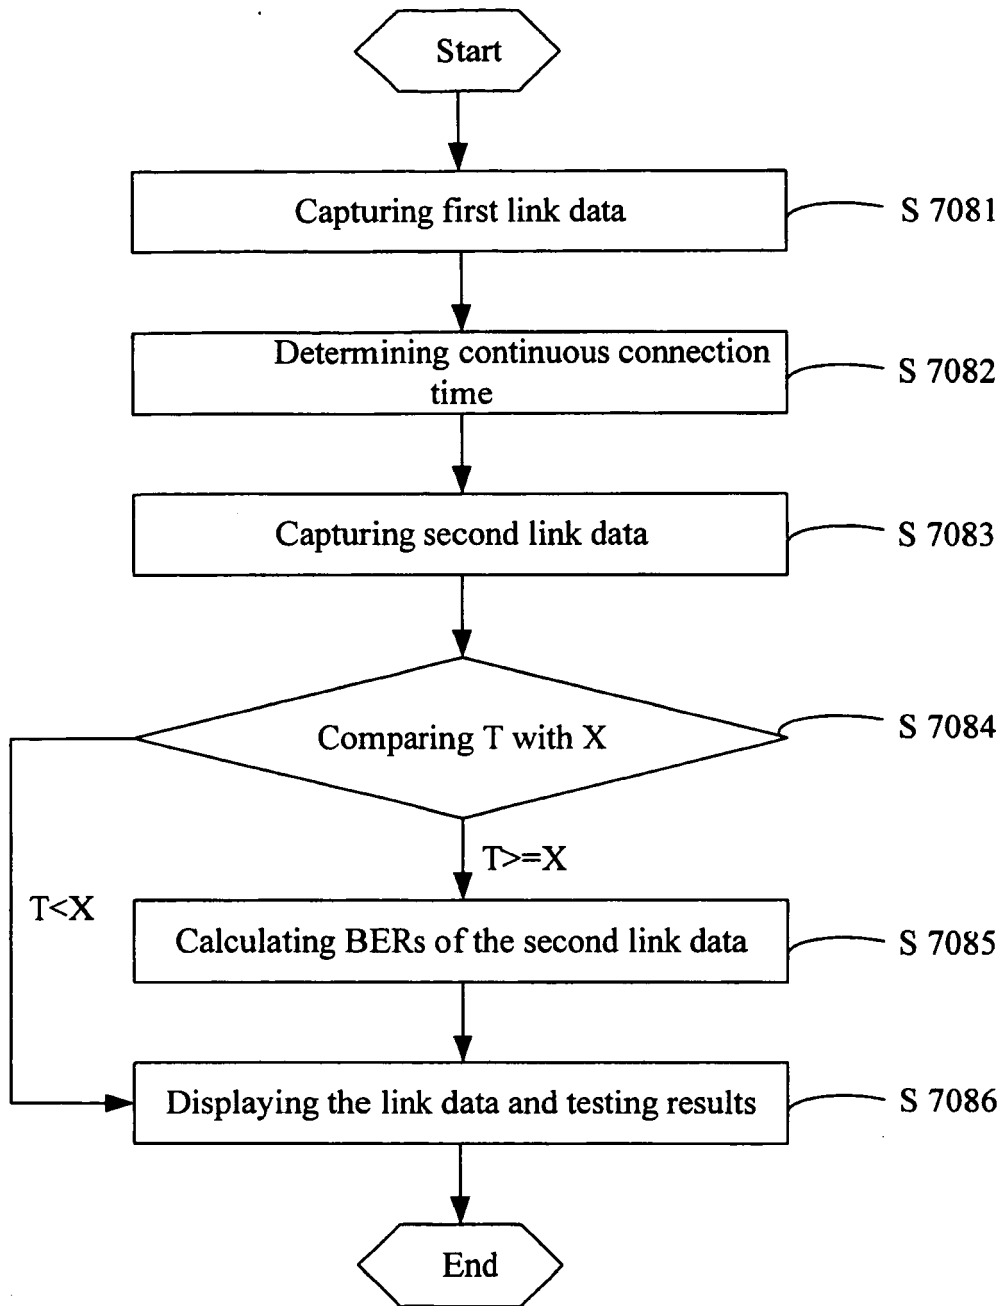 Start
Capturing first link data
S 7081
Determining continuous connection
time
S 7082
Capturing second link data
S 7083
Comparing T with X
S 7084
T>=X
T<X
Calculating BERs of the second link data
S 7085
Displaying the link data and testing results
S 7086
End